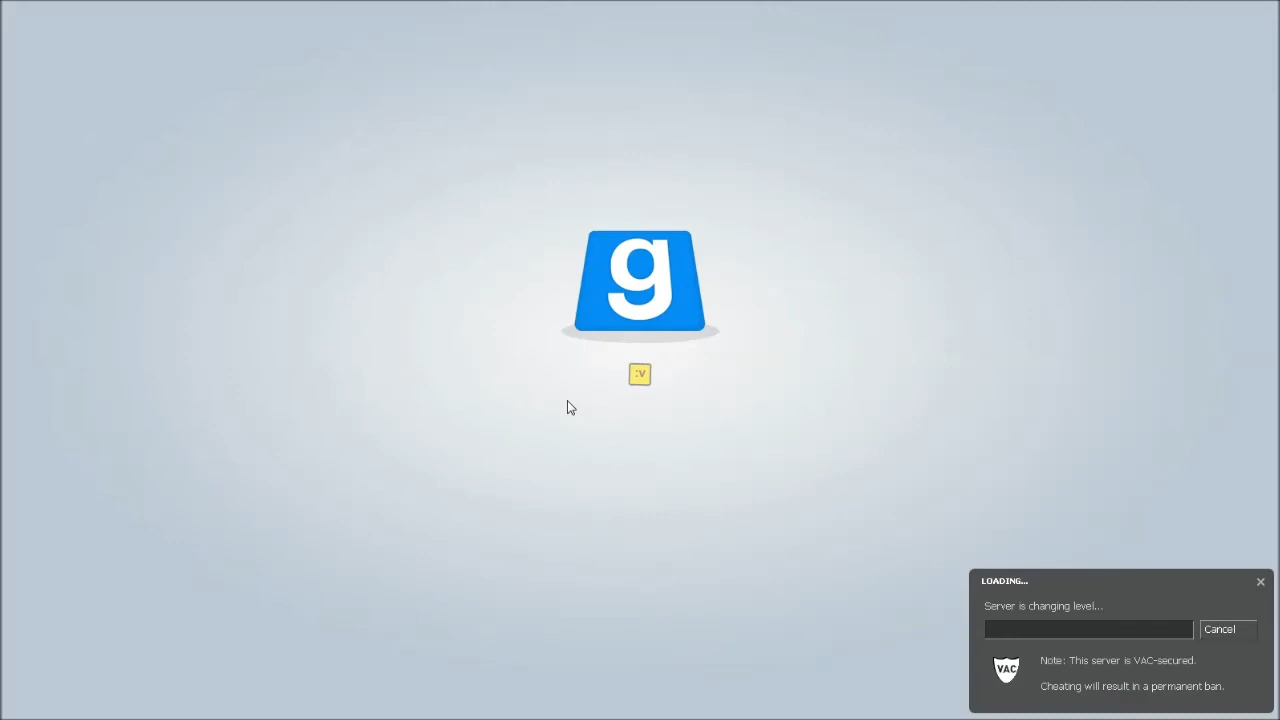 g
:v
LOADING...
Server is changing level...
Cancel
VAC
Note: This server is VAC-secured.
Cheating will result in a permanent ban.